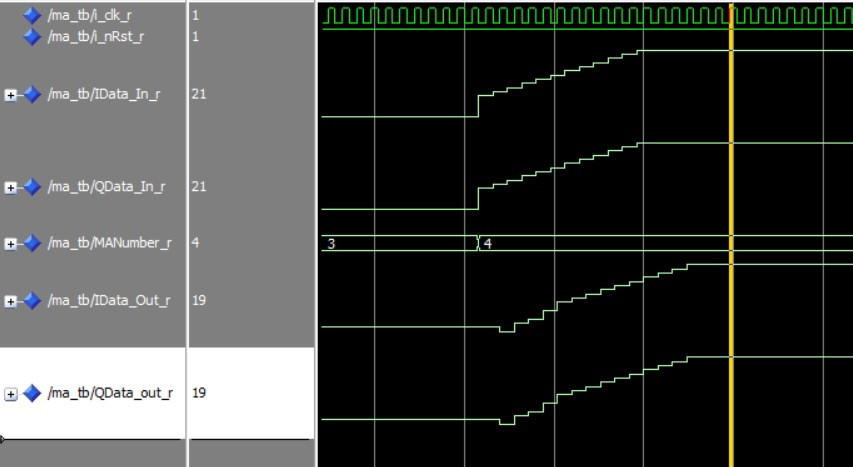 /ma_tb/i_clk_r 1
/ma_tb/i_nRst_r 1
/ma_tb/IData_In_r 21
/ma_tb/QData_In_r 21
/ma_tb/MANumber_r 4 3 4
/ma_tb/IData_Out_r 19
/ma_tb/QData_out_r 19